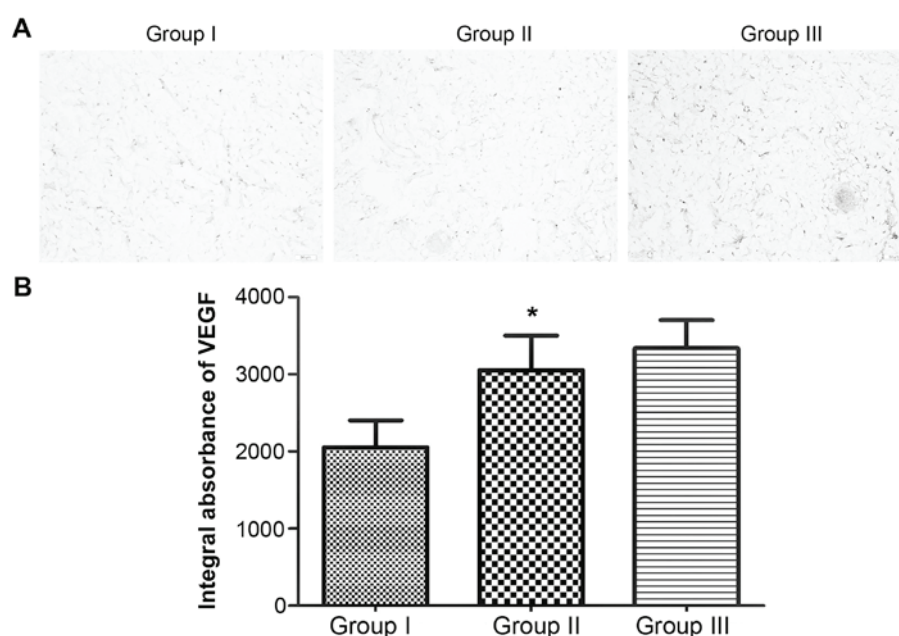 A
Group I
Group II
Group III
B
Integral absorbance of VEGF
4000
3000
2000
1000
0
*
Group I
Group II
Group III